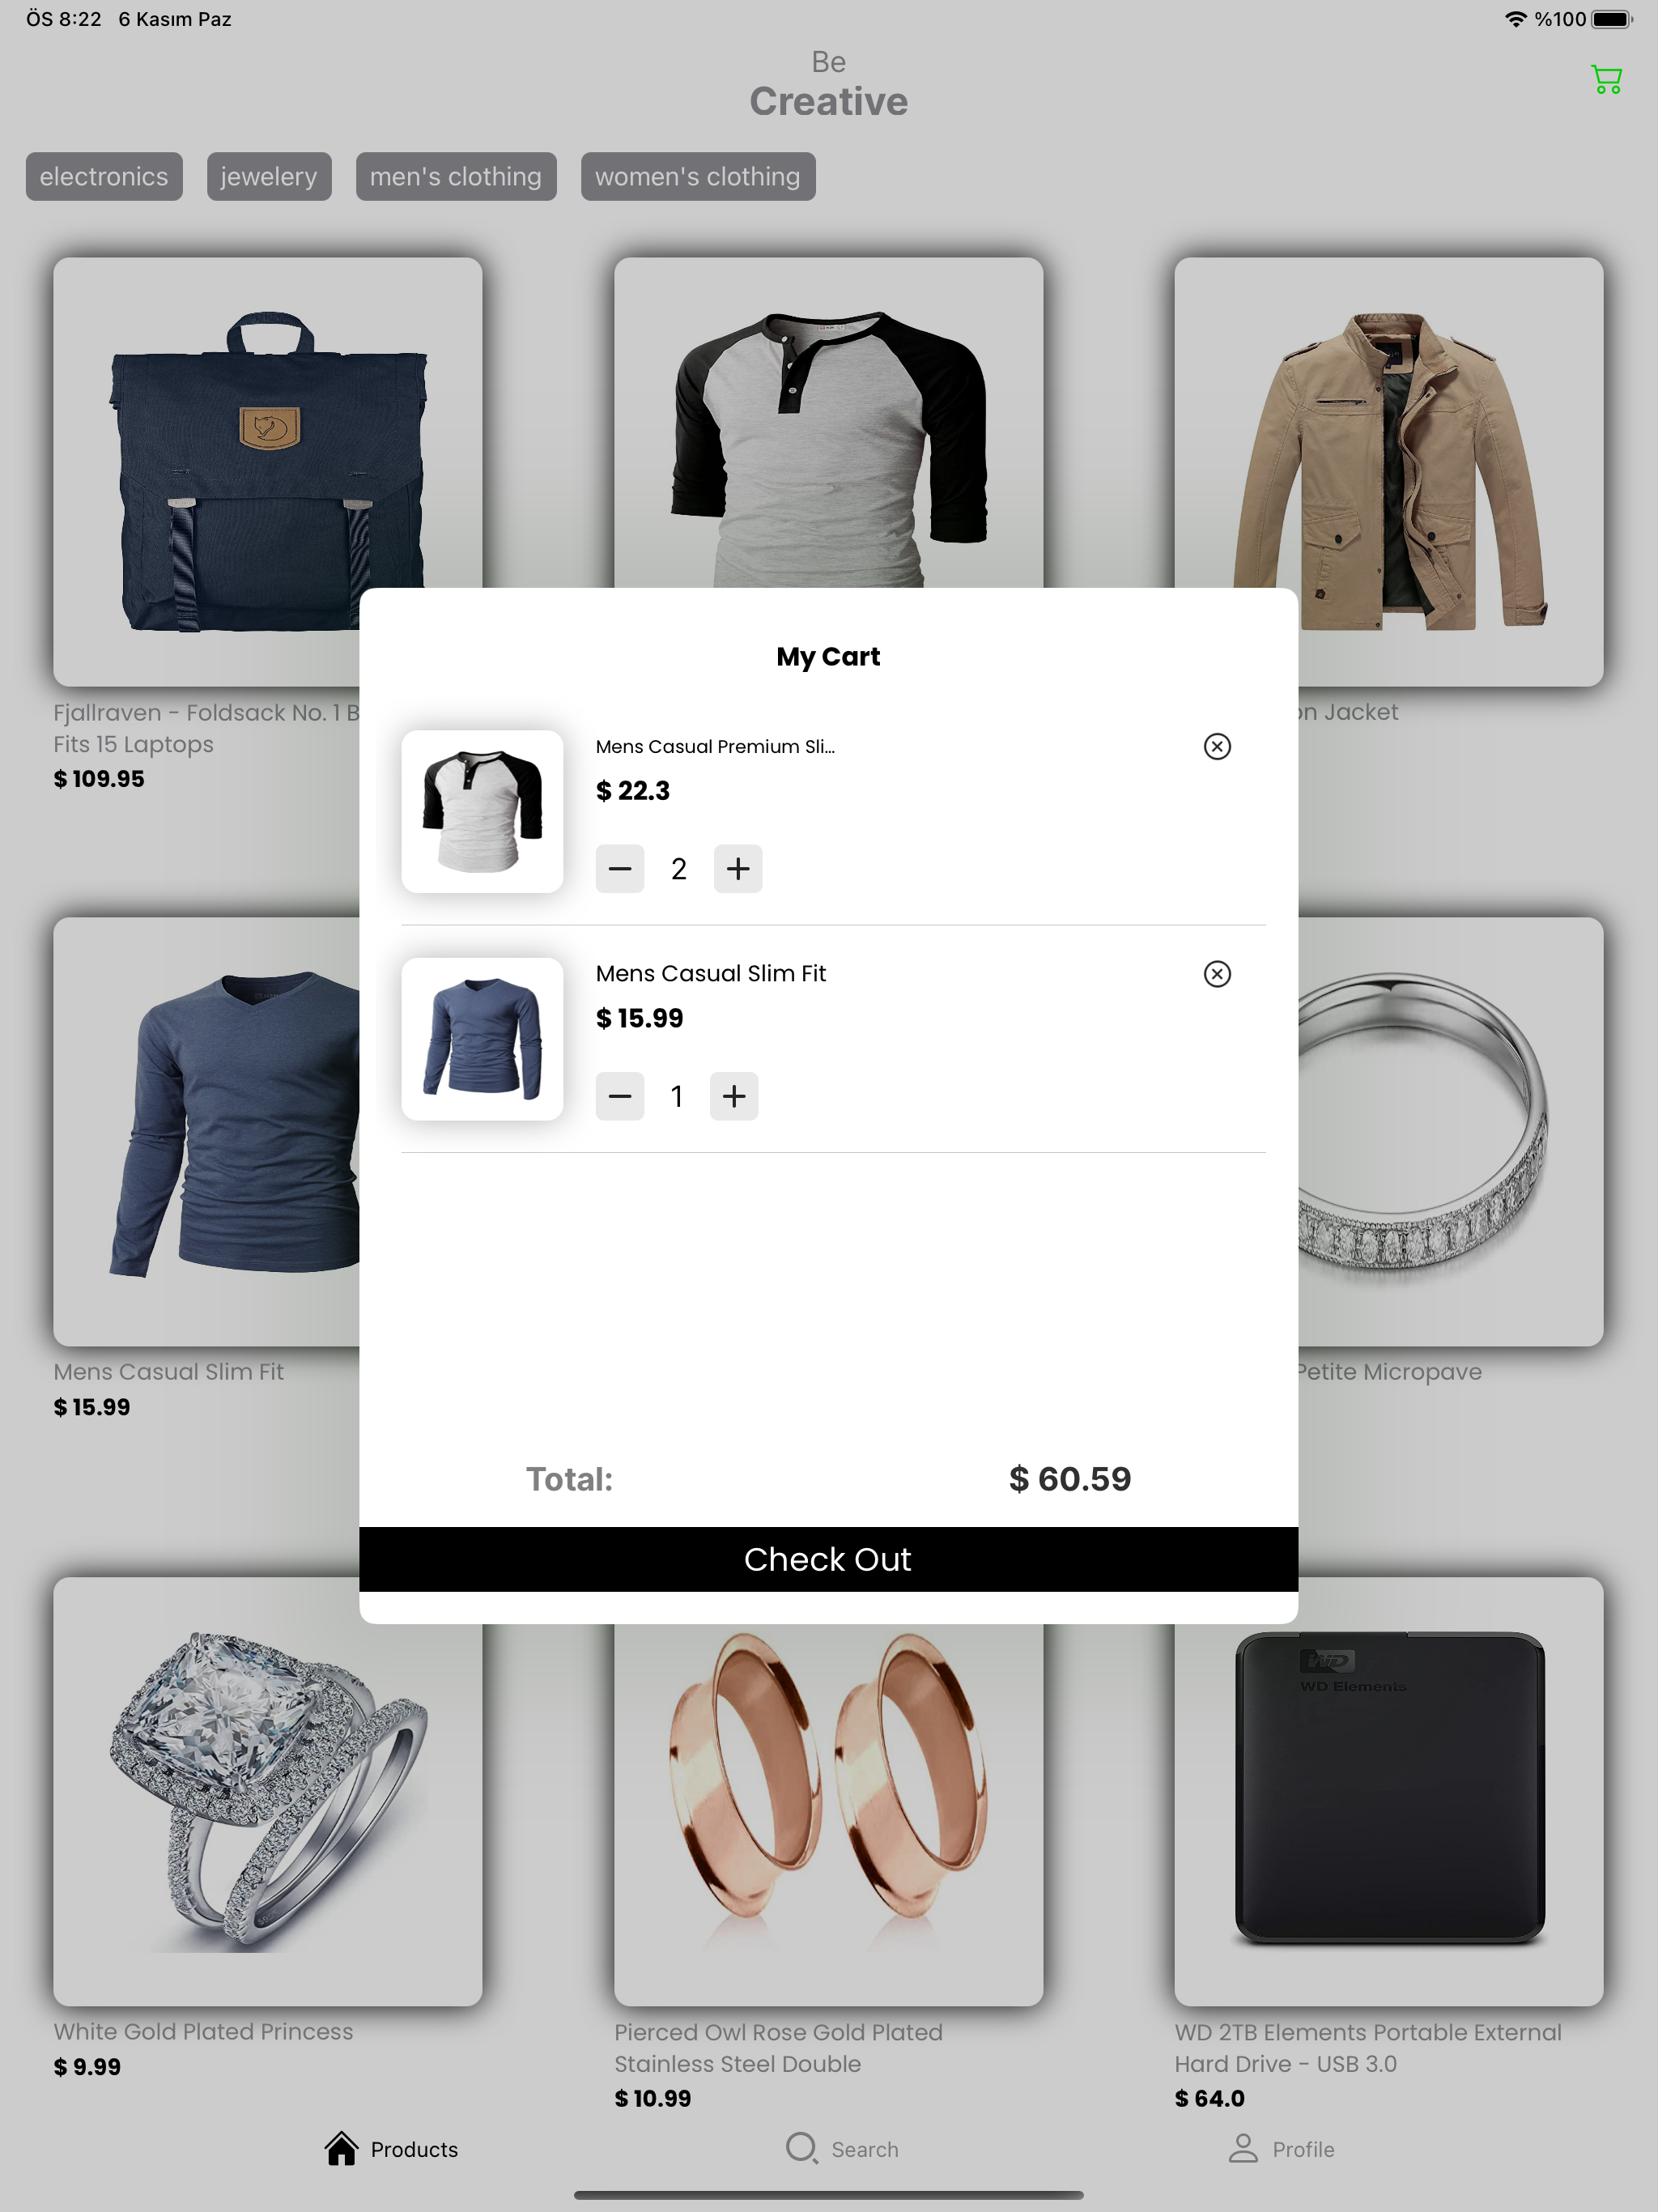 ÖS 8:22 6 Kasım Paz
%100
Be
Creative
electronics
jewelery
men's clothing
women's clothing
Fjallraven - Foldsack No. 1 B
Fits 15 Laptops
$ 109.95
on Jacket
My Cart
Mens Casual Premium Sli...
$ 22.3
2
Mens Casual Slim Fit
$ 15.99
1
Total:
$ 60.59
Check Out
Mens Casual Slim Fit
$ 15.99
Petite Micropave
WD
WD Elements
White Gold Plated Princess
$ 9.99
Pierced Owl Rose Gold Plated
Stainless Steel Double
$ 10.99
WD 2TB Elements Portable External
Hard Drive - USB 3.0
$ 64.0
Products
Search
Profile